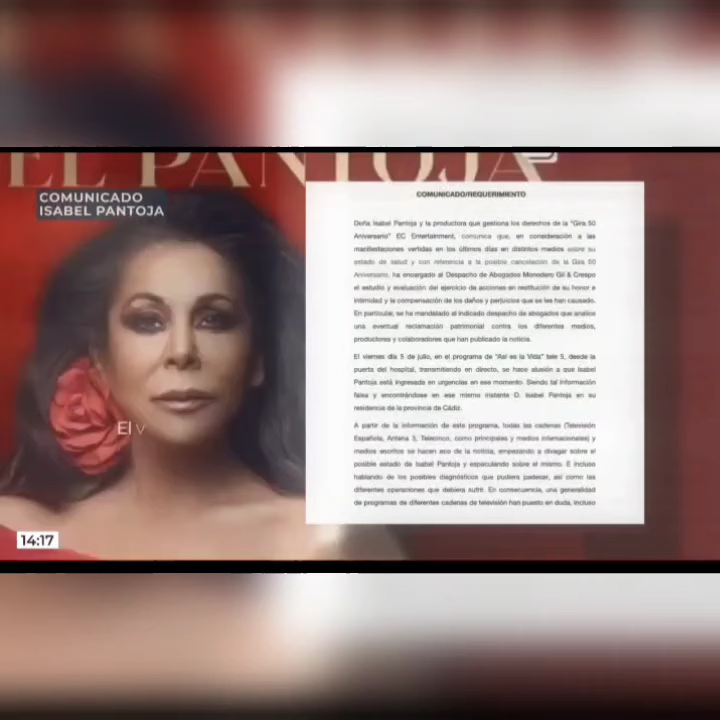 EL PANTOJA
COMUNICADO
ISABEL PANTOJA
COMUNICADO/REQUERIMIENTO
Doña Isabel Pantoja y la productora que gestiona los derechos de la "Gira 50
Aniversario" EC Entertainment, comunica que, en consideración a las
manifestaciones vertidas en los últimos días en distintos medios sobre su
estado de salud y con referencia a la posible cancelación de la Gira 50
Aniversario, ha encargado al Despacho de Abogados Monodero Gil & Crespo
el estudio y evaluación del ejercicio de acciones en restitución de su honor e
intimidad y la compensación de los daños y perjuicios que se les han causado.
En particular, se ha mandatado al indicado despacho de abogados que analice
una eventual reclamación patrimonial contra los diferentes medios,
productores y colaboradores que han publicado la noticia.
El viernes día 5 de julio, en el programa de "Así es la Vida" tele 5, desde la
puerta del hospital, transmitiendo en directo, se hace alusión a que Isabel
Pantoja está ingresada en urgencias en ese momento. Siendo tal información
falsa y encontrándose en ese mismo instante D. Isabel Pantoja en su
residencia de la provincia de Cádiz.
A partir de la información de este programa, todas las cadenas (Televisión
Española, Antena 3, Telecinco, como principales y medios internacionales) y
medios escritos se hacen eco de la noticia, empezando a divagar sobre el
posible estado de Isabel Pantoja y especulando sobre el mismo. E incluso
hablando de los posibles diagnósticos que pudiera padecer, así como las
diferentes operaciones que debiera sufrir. En consecuencia, una generalidad
de programas de diferentes cadenas de televisión han puesto en duda, incluso
El v
14:17